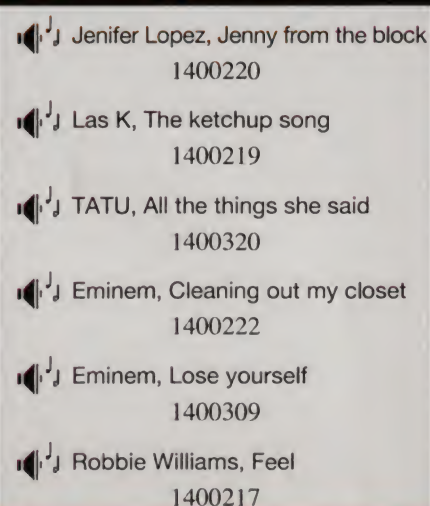 Jenifer Lopez, Jenny from the block
1400220
Las K, The ketchup song
1400219
TATU, All the things she said
1400320
Eminem, Cleaning out my closet
1400222
Eminem, Lose yourself
1400309
Robbie Williams, Feel
1400217